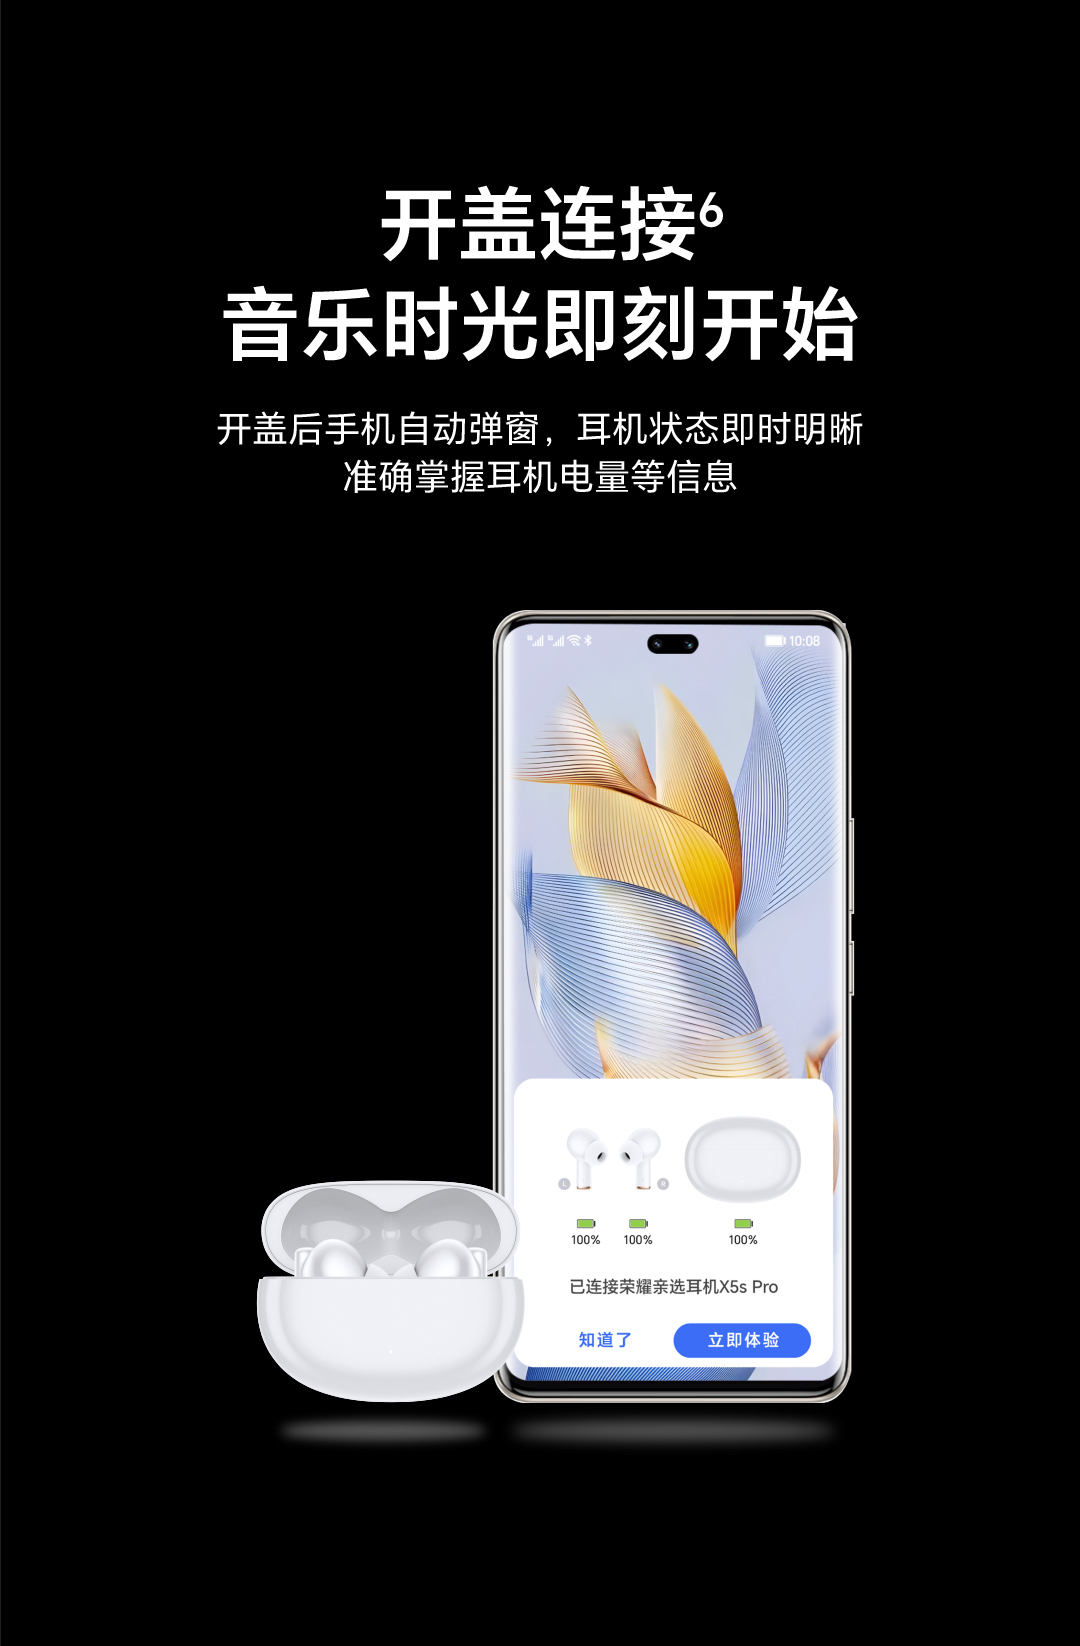 开盖连接6
音乐时光即刻开始
开盖后手机自动弹窗，耳机状态即时明晰
准确掌握耳机电量等信息
10:08
L R
100% 100% 100%
已连接荣耀亲选耳机X5s Pro
知道了 立即体验